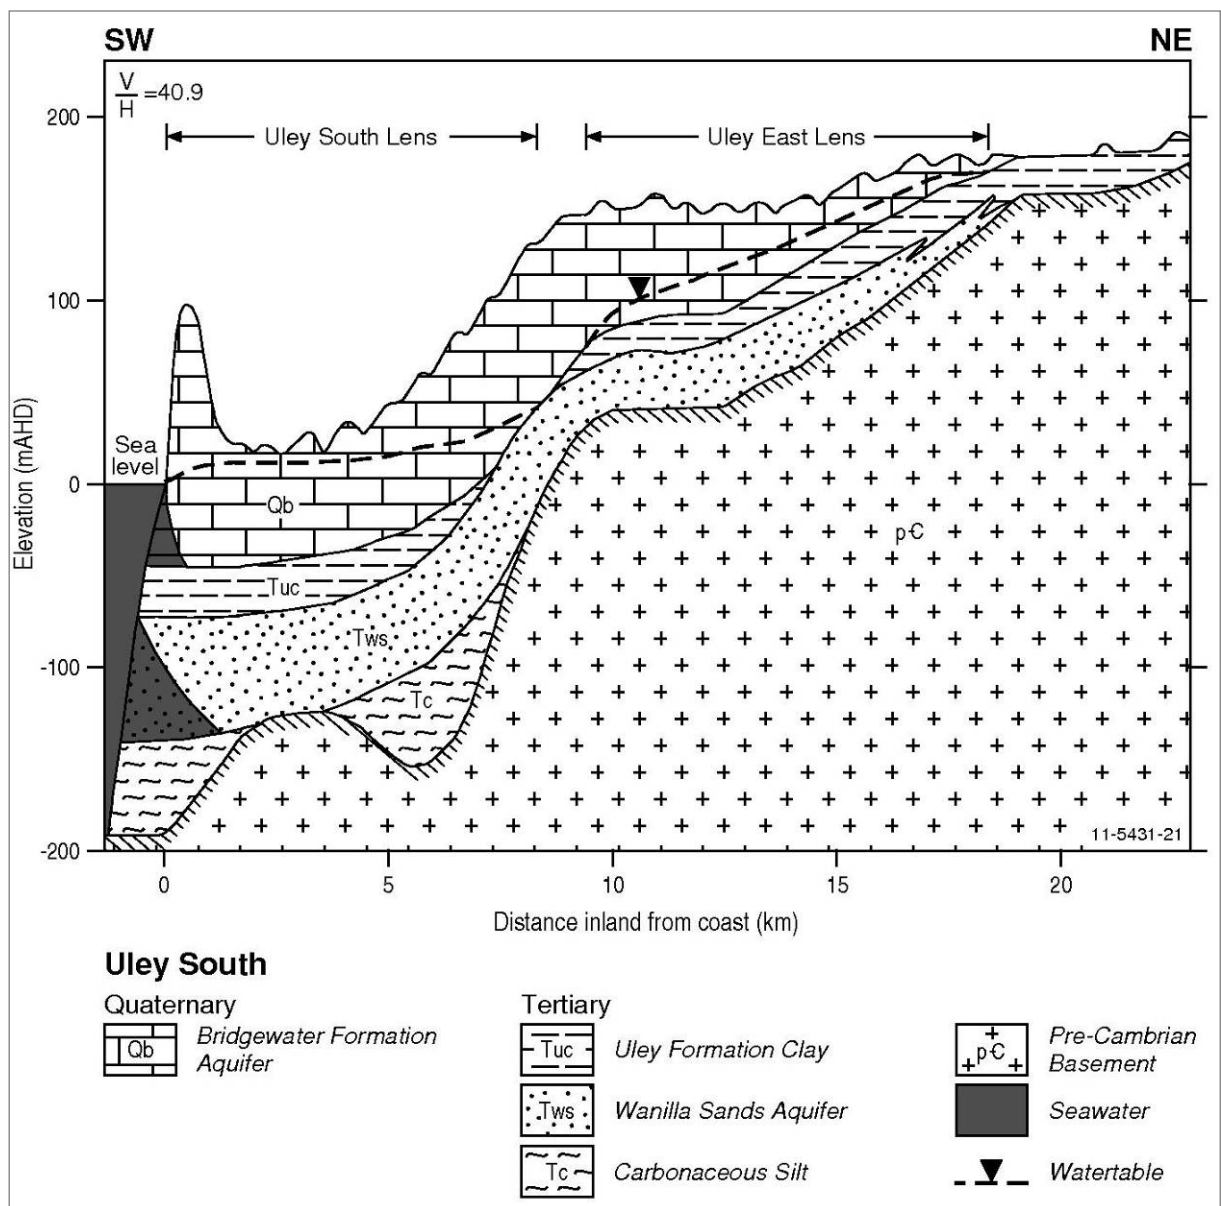 SW NE
V
H =40.9
Uley South Lens Uley East Lens
200
100
0
-100
-200
Elevation (mAHD)
Sea
level
Qb
Tuc
Tws
Tc
p-Є
11-5431-21
0 5 10 15 20
Distance inland from coast (km)
Uley South
Quaternary
Qb Bridgewater Formation
Aquifer
Tertiary
Tuc Uley Formation Clay
Tws Wanilla Sands Aquifer
Tc Carbonaceous Silt
p-Є Pre-Cambrian
Basement
Seawater
Watertable